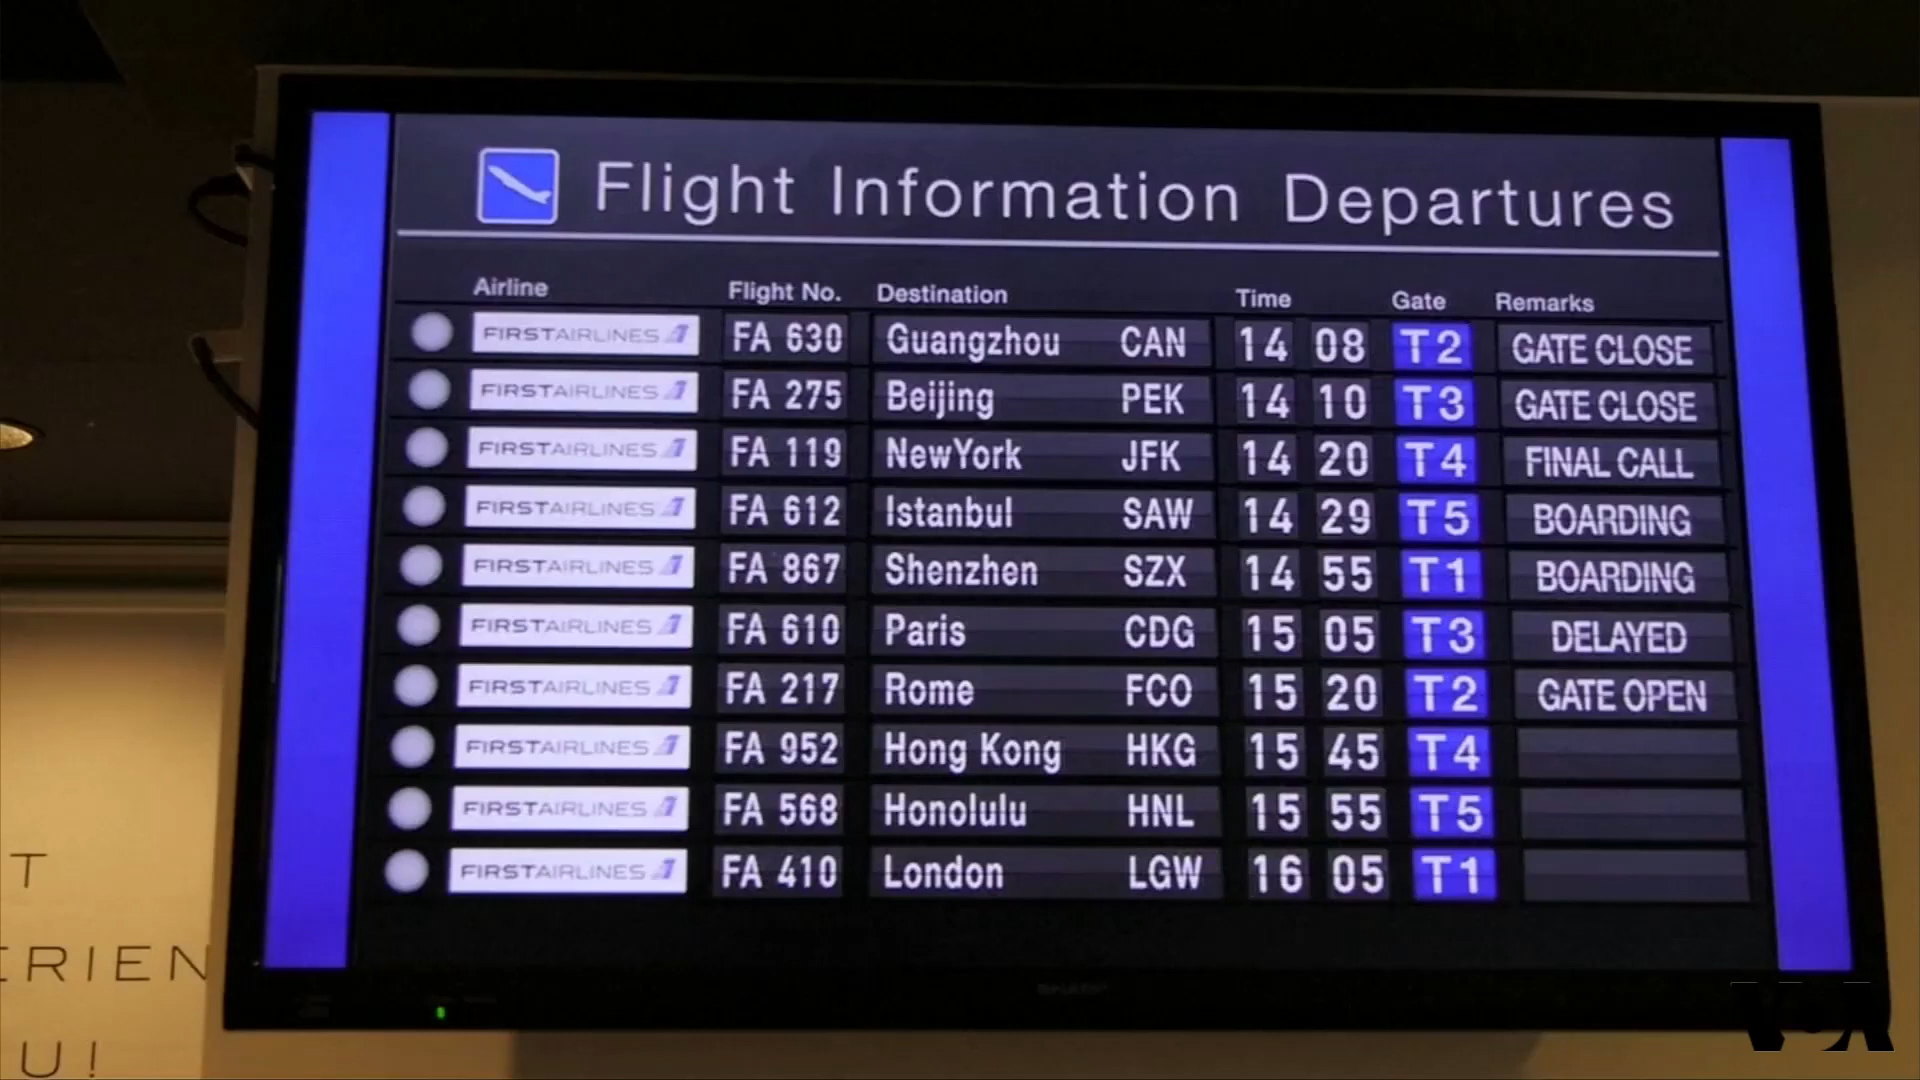 Flight Information Departures
Airline Flight No. Destination Time Gate Remarks
FIRSTAIRLINES FA 630 Guangzhou CAN 14 08 T2 GATE CLOSE
FIRSTAIRLINES FA 275 Beijing PEK 14 10 T3 GATE CLOSE
FIRSTAIRLINES FA 119 NewYork JFK 14 20 T4 FINAL CALL
FIRSTAIRLINES FA 612 Istanbul SAW 14 29 T5 BOARDING
FIRSTAIRLINES FA 867 Shenzhen SZX 14 55 T1 BOARDING
FIRSTAIRLINES FA 610 Paris CDG 15 05 T3 DELAYED
FIRSTAIRLINES FA 217 Rome FCO 15 20 T2 GATE OPEN
FIRSTAIRLINES FA 952 Hong Kong HKG 15 45 T4
FIRSTAIRLINES FA 568 Honolulu HNL 15 55 T5
FIRSTAIRLINES FA 410 London LGW 16 05 T1
T
ERIEN
U!
VOA